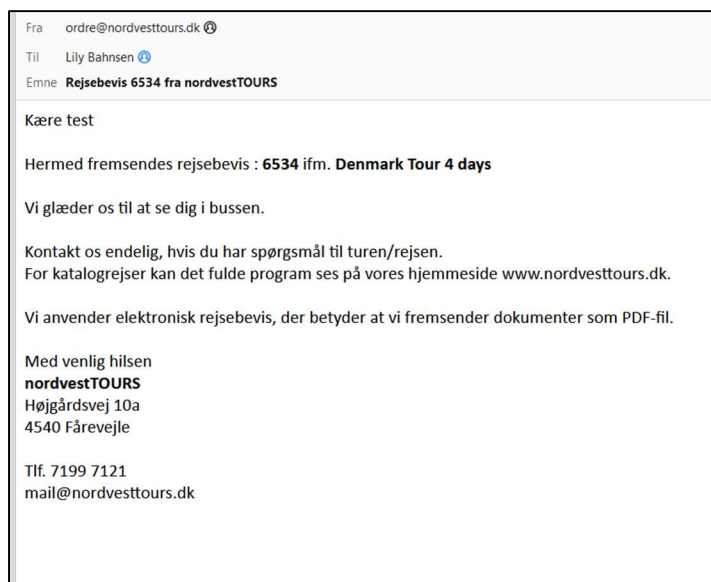 Fra ordre@nordvesttours.dk
Til Lily Bahnsen
Emne Rejsebevis 6534 fra nordvestTOURS
Kære test
Hermed fremsendes rejsebevis : 6534 ifm. Denmark Tour 4 days
Vi glæder os til at se dig i bussen.
Kontakt os endelig, hvis du har spørgsmål til turen/rejsen.
For katalogrejser kan det fulde program ses på vores hjemmeside www.nordvesttours.dk.
Vi anvender elektronisk rejsebevis, der betyder at vi fremsender dokumenter som PDF-fil.
Med venlig hilsen
nordvestTOURS
Højgårdsvej 10a
4540 Fårevejle
Tlf. 7199 7121
mail@nordvesttours.dk